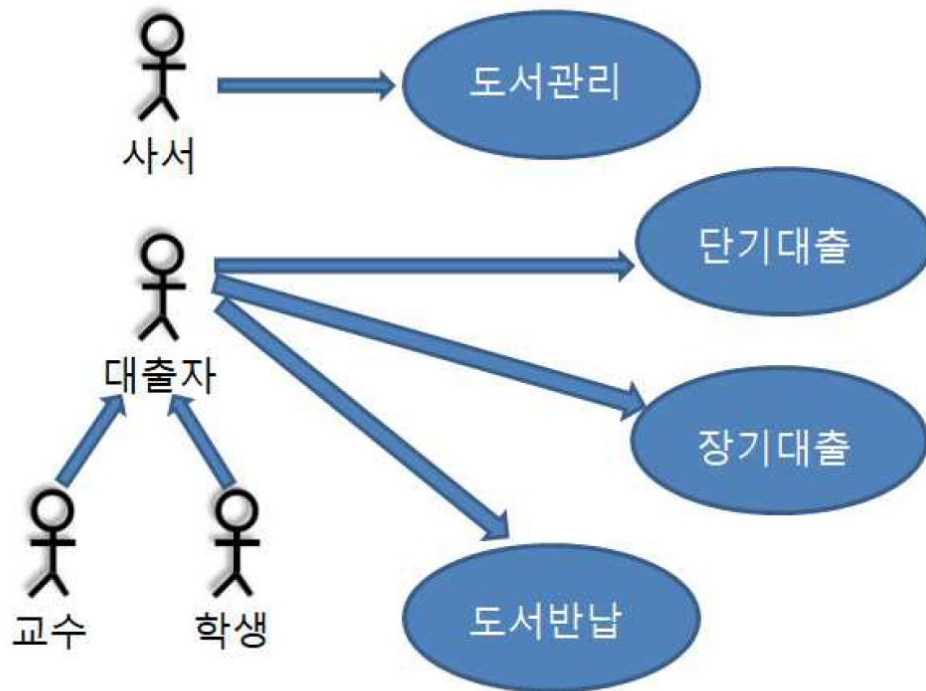 도서관리
사서
단기대출
대출자
장기대출
교수
학생
도서반납